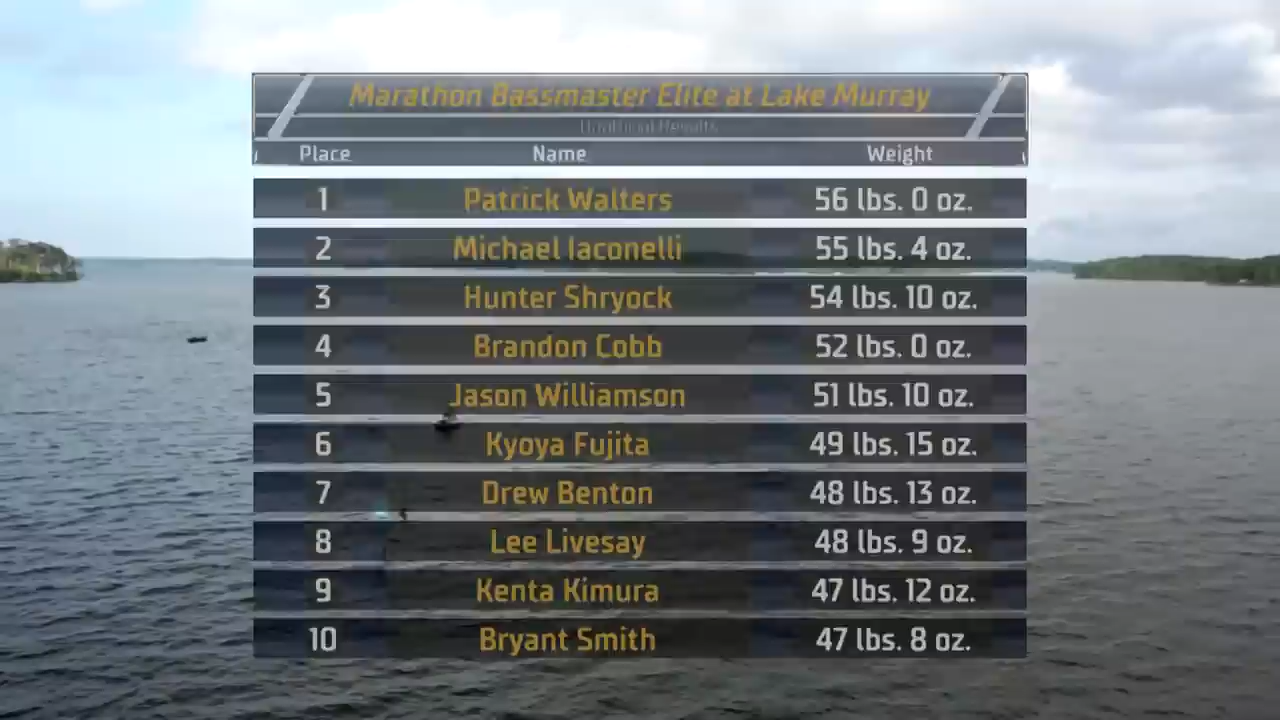 Marathon Bassmaster Elite at Lake Murray
Unofficial Results
Place Name Weight
1 Patrick Walters 56 lbs. 0 oz.
2 Michael Iaconelli 55 lbs. 4 oz.
3 Hunter Shryock 54 lbs. 10 oz.
4 Brandon Cobb 52 lbs. 0 oz.
5 Jason Williamson 51 lbs. 10 oz.
6 Kyoya Fujita 49 lbs. 15 oz.
7 Drew Benton 48 lbs. 13 oz.
8 Lee Livesay 48 lbs. 9 oz.
9 Kenta Kimura 47 lbs. 12 oz.
10 Bryant Smith 47 lbs. 8 oz.